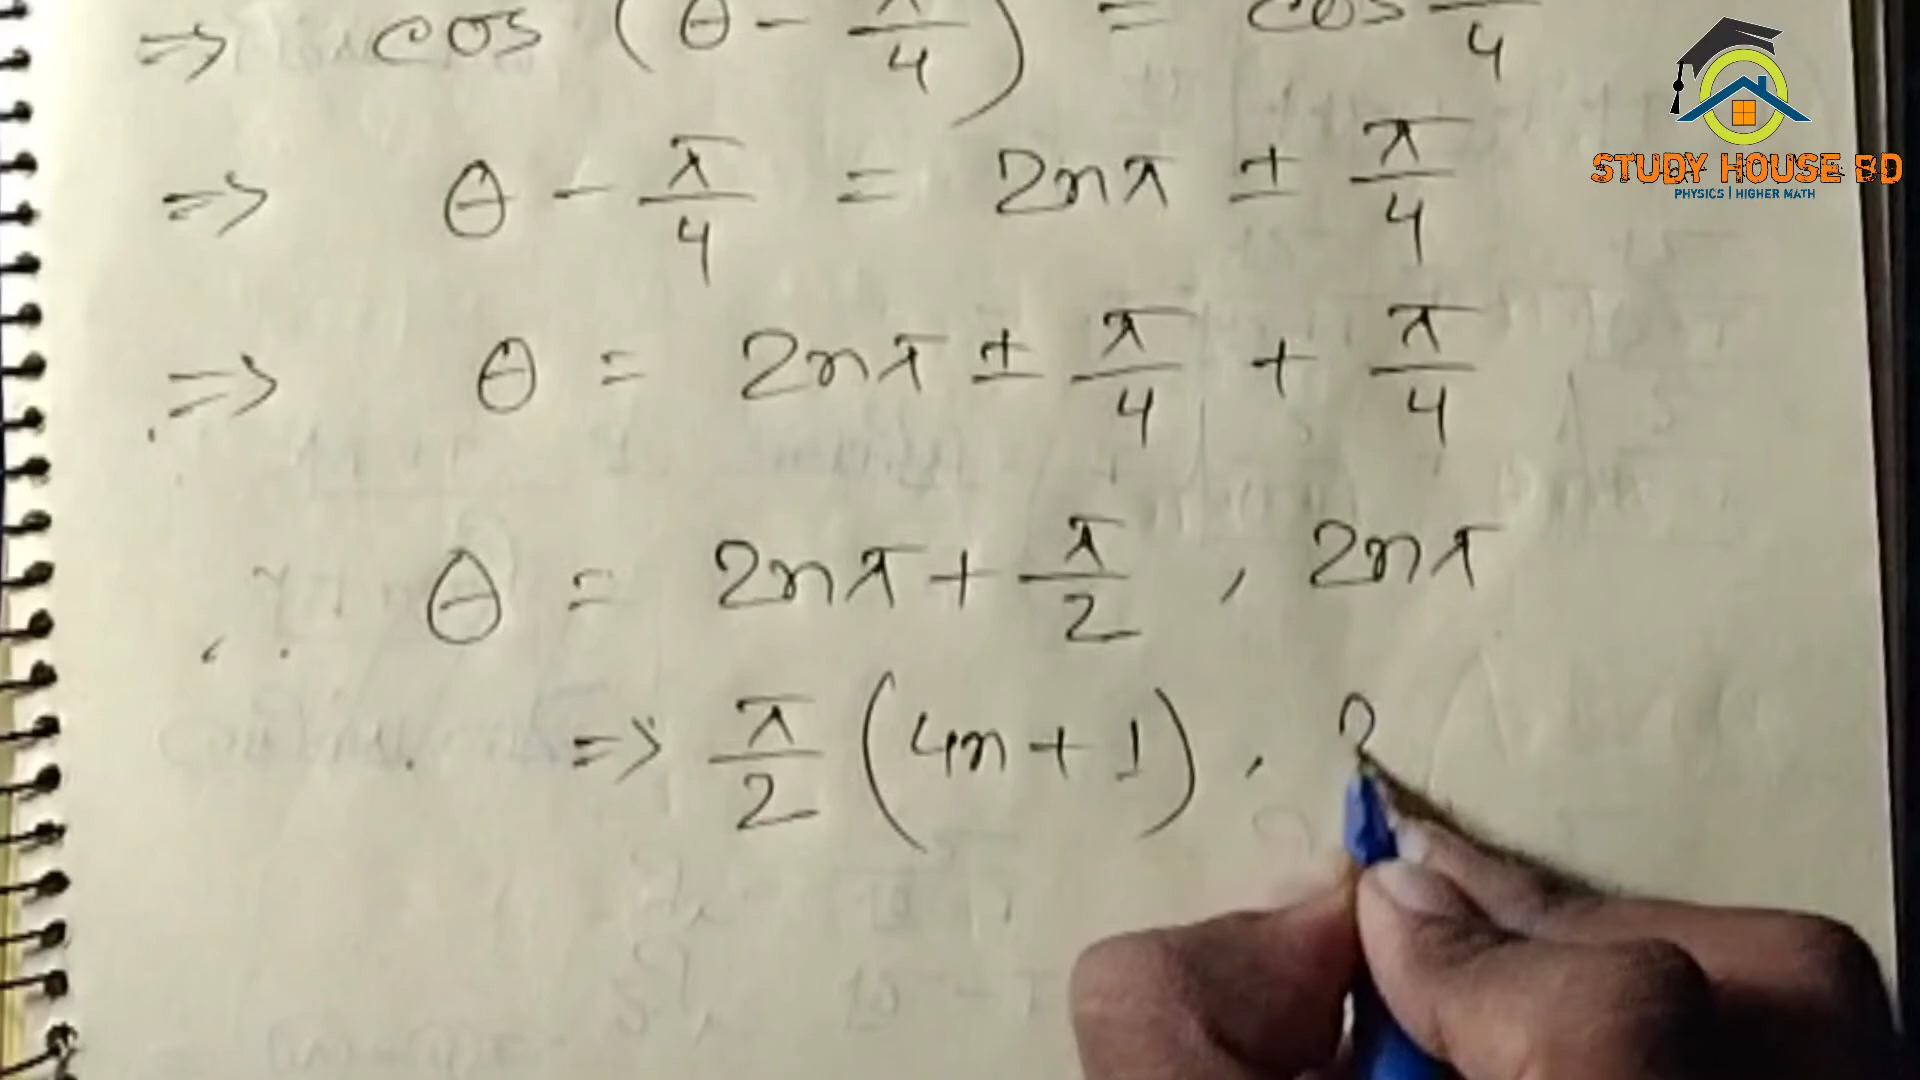 ⇒ cos (θ - π/4) = cos π/4
⇒ θ - π/4 = 2nπ ± π/4
⇒ θ = 2nπ ± π/4 + π/4
θ = 2nπ + π/2 , 2nπ
⇒ π/2 (4n + 1) , 2
STUDY HOUSE BD
PHYSICS | HIGHER MATH